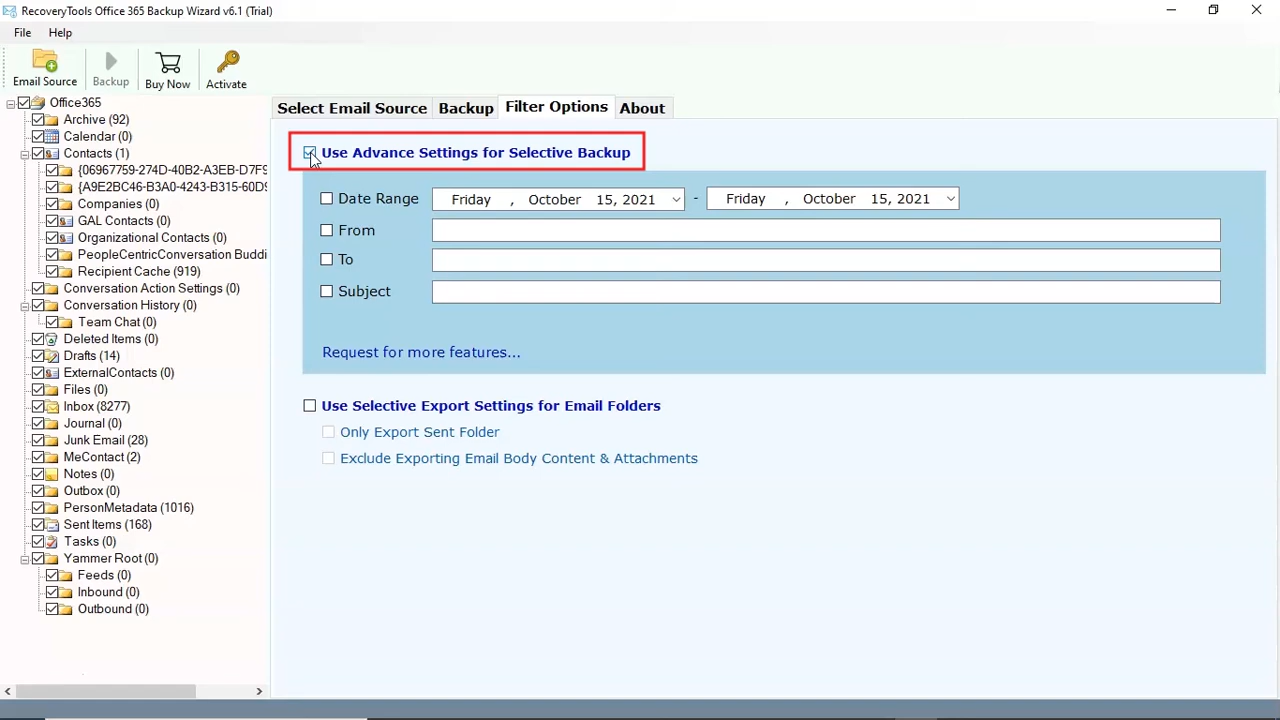 RecoveryTools Office 365 Backup Wizard v6.1 (Trial)
File Help
Email Source Backup Buy Now Activate
Office365
Archive (92)
Calendar (0)
Contacts (1)
{06967759-274D-40B2-A3EB-D7F9
{A9E2BC46-B3A0-4243-B315-60D9
Companies (0)
GAL Contacts (0)
Organizational Contacts (0)
PeopleCentricConversation Buddi
Recipient Cache (919)
Conversation Action Settings (0)
Conversation History (0)
Team Chat (0)
Deleted Items (0)
Drafts (14)
ExternalContacts (0)
Files (0)
Inbox (8277)
Journal (0)
Junk Email (28)
MeContact (2)
Notes (0)
Outbox (0)
PersonMetadata (1016)
Sent Items (168)
Tasks (0)
Yammer Root (0)
Feeds (0)
Inbound (0)
Outbound (0)
Select Email Source Backup Filter Options About
Use Advance Settings for Selective Backup
Date Range Friday , October 15, 2021 - Friday , October 15, 2021
From
To
Subject
Request for more features...
Use Selective Export Settings for Email Folders
Only Export Sent Folder
Exclude Exporting Email Body Content & Attachments